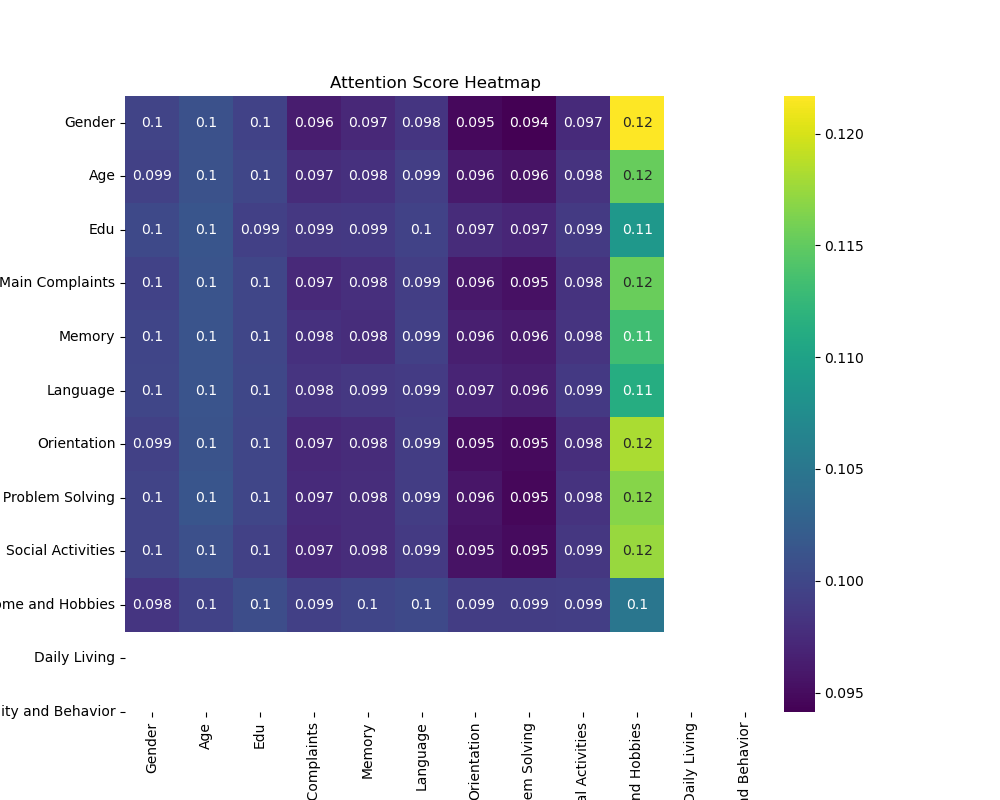 Attention Score Heatmap
Gender 0.1 0.1 0.1 0.096 0.097 0.098 0.095 0.094 0.097 0.12
Age 0.099 0.1 0.1 0.097 0.098 0.099 0.096 0.096 0.098 0.12
Edu 0.1 0.1 0.099 0.099 0.099 0.1 0.097 0.097 0.099 0.11
Main Complaints 0.1 0.1 0.1 0.097 0.098 0.099 0.096 0.095 0.098 0.12
Memory 0.1 0.1 0.1 0.098 0.098 0.099 0.096 0.096 0.098 0.11
Language 0.1 0.1 0.1 0.098 0.099 0.099 0.097 0.096 0.099 0.11
Orientation 0.099 0.1 0.1 0.097 0.098 0.099 0.095 0.095 0.098 0.12
Problem Solving 0.1 0.1 0.1 0.097 0.098 0.099 0.096 0.095 0.098 0.12
Social Activities 0.1 0.1 0.1 0.097 0.098 0.099 0.095 0.095 0.099 0.12
ome and Hobbies 0.098 0.1 0.1 0.099 0.1 0.1 0.099 0.099 0.099 0.1
Daily Living
ity and Behavior
Gender
Age
Edu
Complaints
Memory
Language
Orientation
em Solving
al Activities
nd Hobbies
Daily Living
nd Behavior
0.120
0.115
0.110
0.105
0.100
0.095